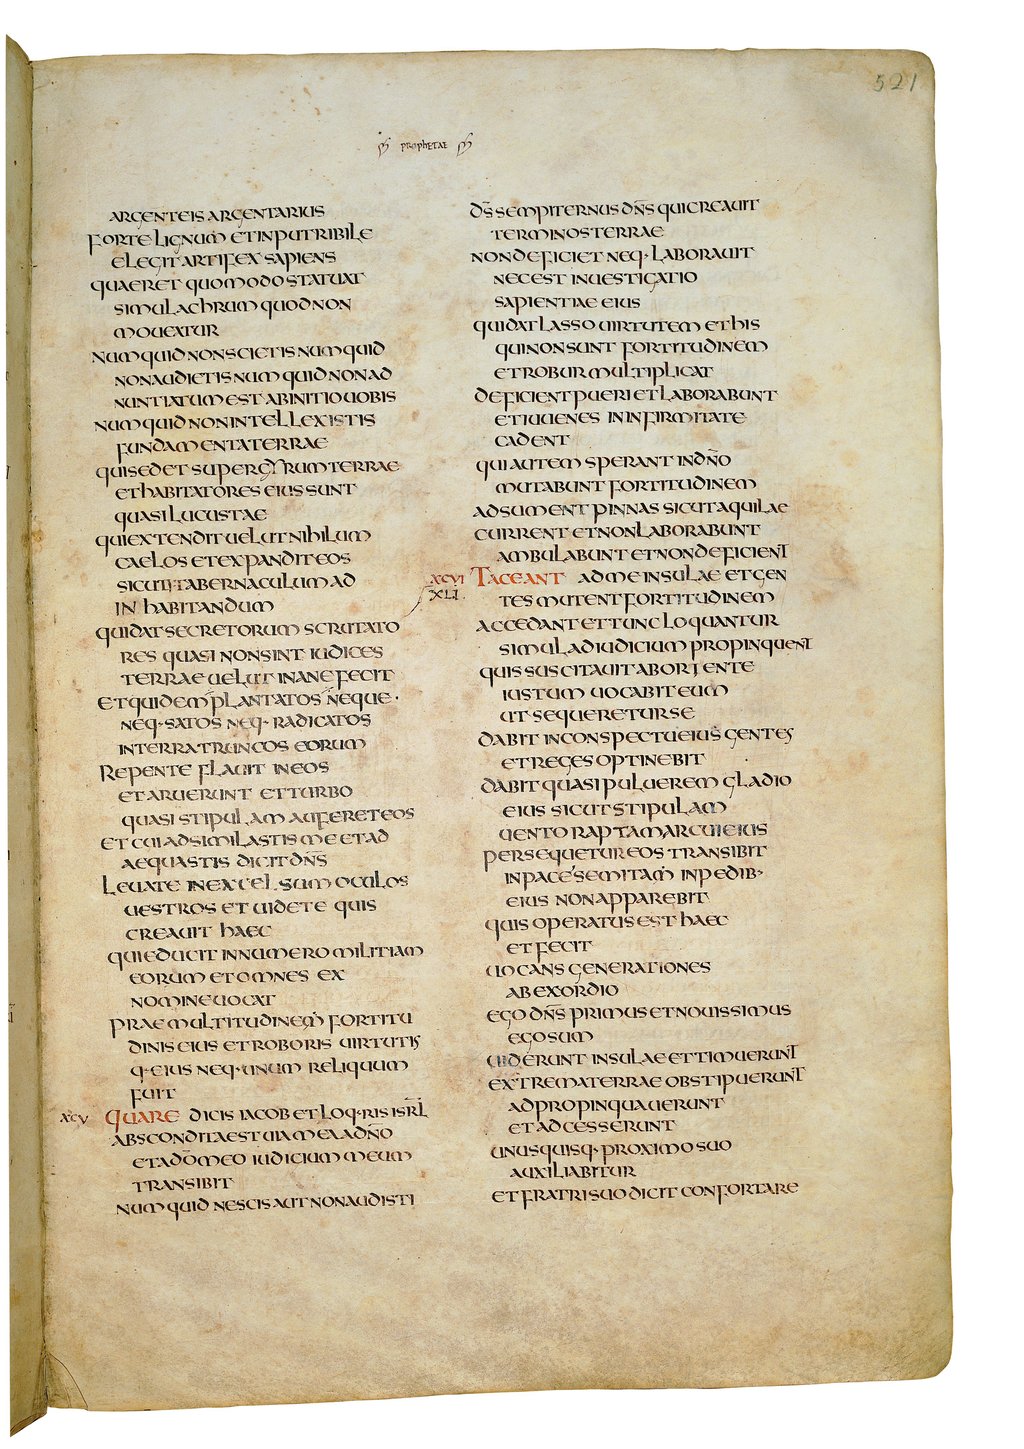 521
prophetae
ARGENTEIS ARGENTARIUS
FORTE LIGNUM ET INPUTRIBILE
ELEGIT ARTIFEX SAPIENS
QUAERET QUOMODO STATUAT
SIMULACHRUM QUOD NON
MOUEATUR
NUMQUID NON SCIETIS NUMQUID
NON AUDIETIS NUMQUID NON AD
NUNTIATUM EST AB INITIO UOBIS
NUMQUID NON INTELLEXISTIS
FUNDAMENTA TERRAE
QUI SEDET SUPER GYRUM TERRAE
ET HABITATORES EIUS SUNT
QUASI LUCUSTAE
QUI EXTENDIT UELUT NIHILUM
CAELOS ET EXPANDIT EOS
SICUT TABERNACULUM AD
IN HABITANDUM
QUI DAT SECRETORUM SCRUTATO
RES QUASI NON SINT IUDICES
TERRAE UELUT INANE FECIT
ET QUIDEM PLANTATOS NEQUE ·
NEQ· SATOS NEQ· RADICATOS
IN TERRA TRUNCOS EORUM
REPENTE FLAUIT IN EOS
ET ARUERUNT ET TURBO
QUASI STIPULAM AUFERET EOS
ET CUI ADSIMILASTIS ME ET AD
AEQUASTIS DICIT DN̄S
LEUATE IN EXCELSUM OCULOS
UESTROS ET UIDETE QUIS
CREAUIT HAEC
QUI EDUCIT IN NUMERO MILITIAM
EORUM ET OMNES EX
NOMINE UOCAT
PRAE MULTITUDINEM FORTITU
DINIS EIUS ET ROBORIS UIRTUTIS
Q· EIUS NEQ· UNUM RELIQUUM
FUIT
XCV QUARE DICIS IACOB ET LOQ·RIS ISRL̄
ABSCONDITA EST UIA MEA A DN̄O
ET A DŌ MEO IUDICIUM MEUM
TRANSIBIT
NUMQUID NESCIS AUT NON AUDISTI
DS̄ SEMPITERNUS DN̄S QUI CREAUIT
TERMINOS TERRAE
NON DEFICIET NEQ· LABORAUIT
NEC EST INUESTIGATIO
SAPIENTIAE EIUS
QUI DAT LASSO UIRTUTEM ET HIS
QUI NON SUNT FORTITUDINEM
ET ROBUR MULTIPLICAT
DEFICIENT PUERI ET LABORABUNT
ET IUUENES IN INFIRMITATE
CADENT
QUI AUTEM SPERANT IN DN̄O
MUTABUNT FORTITUDINEM
ADSUMENT PINNAS SICUT AQUILAE
CURRENT ET NON LABORABUNT
AMBULABUNT ET NON DEFICIENT
XCVI TACEANT AD ME INSULAE ET GEN
XLI. TES MUTENT FORTITUDINEM
ACCEDANT ET TUNC LOQUANTUR
SIMUL AD IUDICIUM PROPINQUENT
QUIS SUSCITAUIT AB ORIENTE
IUSTUM UOCABIT EUM
UT SEQUERETUR SE
DABIT IN CONSPECTU EIUS GENTES
ET REGES OPTINEBIT
DABIT QUASI PULUEREM GLADIO
EIUS SICUT STIPULAM
UENTO RAPTAM ARCUI EIUS
PERSEQUETUR EOS TRANSIBIT
IN PACE SEMITAM IN PEDIB·
EIUS NON APPAREBIT
QUIS OPERATUS EST HAEC
ET FECIT
UOCANS GENERATIONES
AB EXORDIO
EGO DN̄S PRIMUS ET NOUISSIMUS
EGO SUM
UIDERUNT INSULAE ET TIMUERUNT
EXTREMA TERRAE OBSTIPUERUNT
ADPROPINQUAUERUNT
ET ADCESSERUNT
UNUSQUISQ· PROXIMO SUO
AUXILIABITUR
ET FRATRI SUO DICIT CONFORTARE